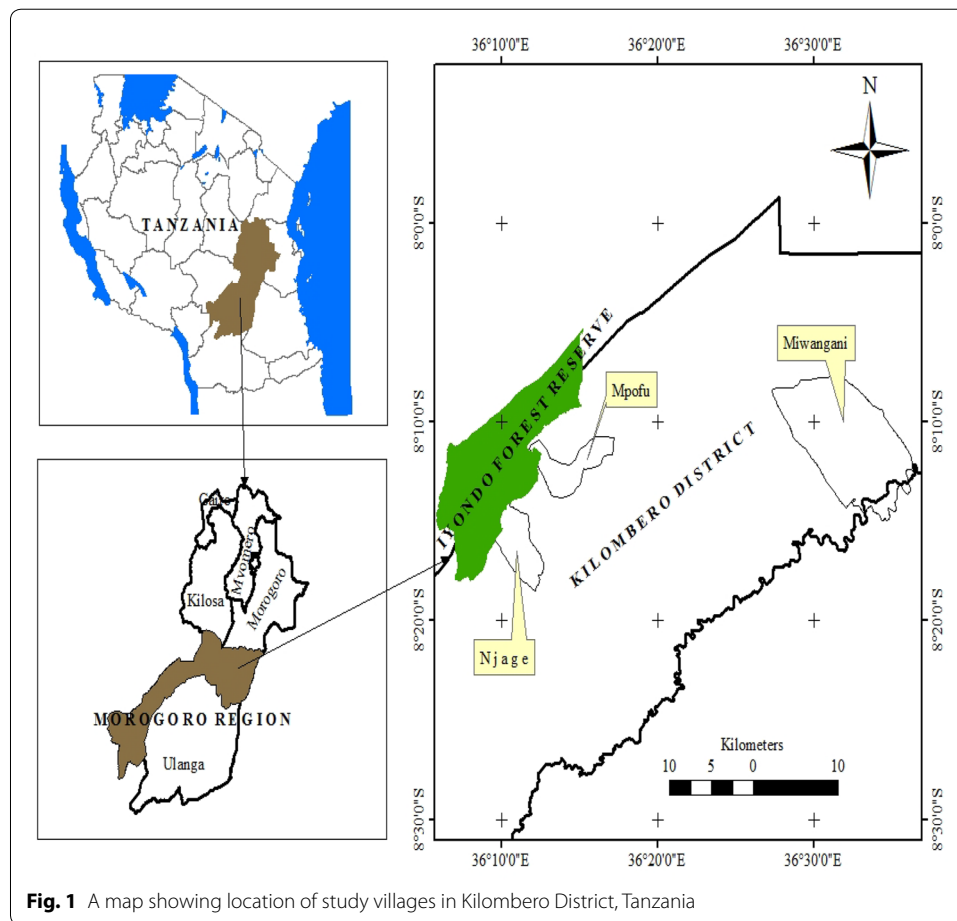 TANZANIA
Gairo
Mvomero
Kilosa
Morogoro
MOROGORO REGION
Ulanga
36°10'0"E 36°20'0"E 36°30'0"E
N
8°0'0"S 8°0'0"S
IYONDO FOREST RESERVE
Miwangani
Mpofu
8°10'0"S 8°10'0"S
KILOMBERO DISTRICT
Njage
8°20'0"S 8°20'0"S
Kilometers
10 5 0 10
8°30'0"S 8°30'0"S
36°10'0"E 36°20'0"E 36°30'0"E
Fig. 1 A map showing location of study villages in Kilombero District, Tanzania